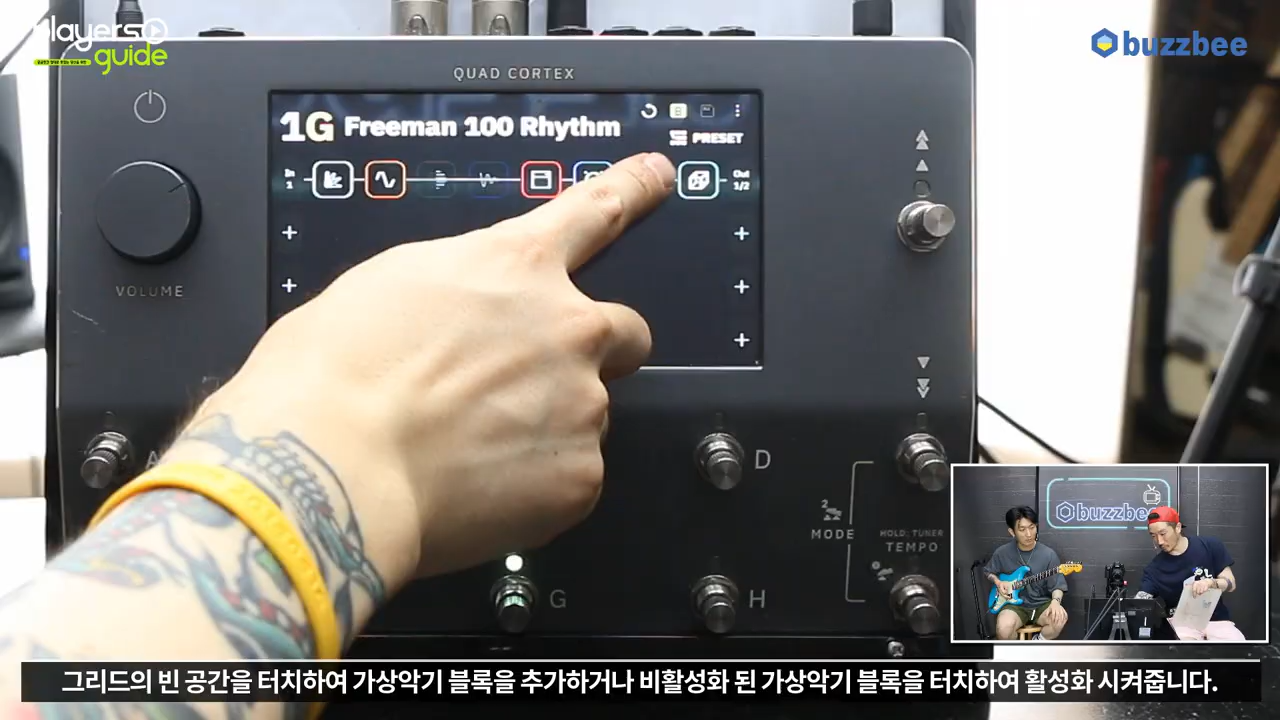 players
guide
buzzbee
QUAD CORTEX
1G Freeman 100 Rhythm
PRESET
In
1
Out
1/2
VOLUME
A
D
2
MODE
HOLD: TUNER
TEMPO
G
H
buzzbee
그리드의 빈 공간을 터치하여 가상악기 블록을 추가하거나 비활성화 된 가상악기 블록을 터치하여 활성화 시켜줍니다.